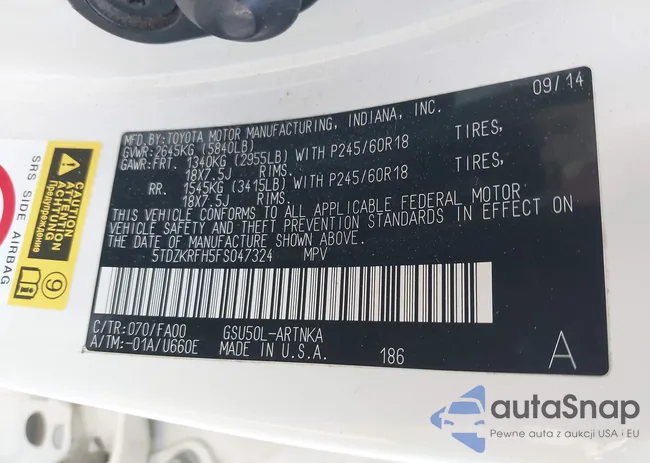 09/14
MFD.BY:TOYOTA MOTOR MANUFACTURING, INDIANA, INC.
GVWR:2645KG (5840LB)
GAWR:FRT. 1340KG (2955LB) WITH P245/60R18 TIRES,
18X7.5J RIMS.
RR. 1545KG (3415LB) WITH P245/60R18 TIRES,
18X7.5J RIMS.
THIS VEHICLE CONFORMS TO ALL APPLICABLE FEDERAL MOTOR
VEHICLE SAFETY AND THEFT PREVENTION STANDARDS IN EFFECT ON
THE DATE OF MANUFACTURE SHOWN ABOVE.
5TDZKRFH5FS047324 MPV
C/TR:070/FA00 GSU50L-ARTNKA
A/TM:-01A/U660E MADE IN U.S.A. 186 A
SRS SIDE AIRBAG
CAUTION
ATTENTION
ACHTUNG
Предупреждение
9
i
autaSnap
Pewne auta z aukcji USA i EU